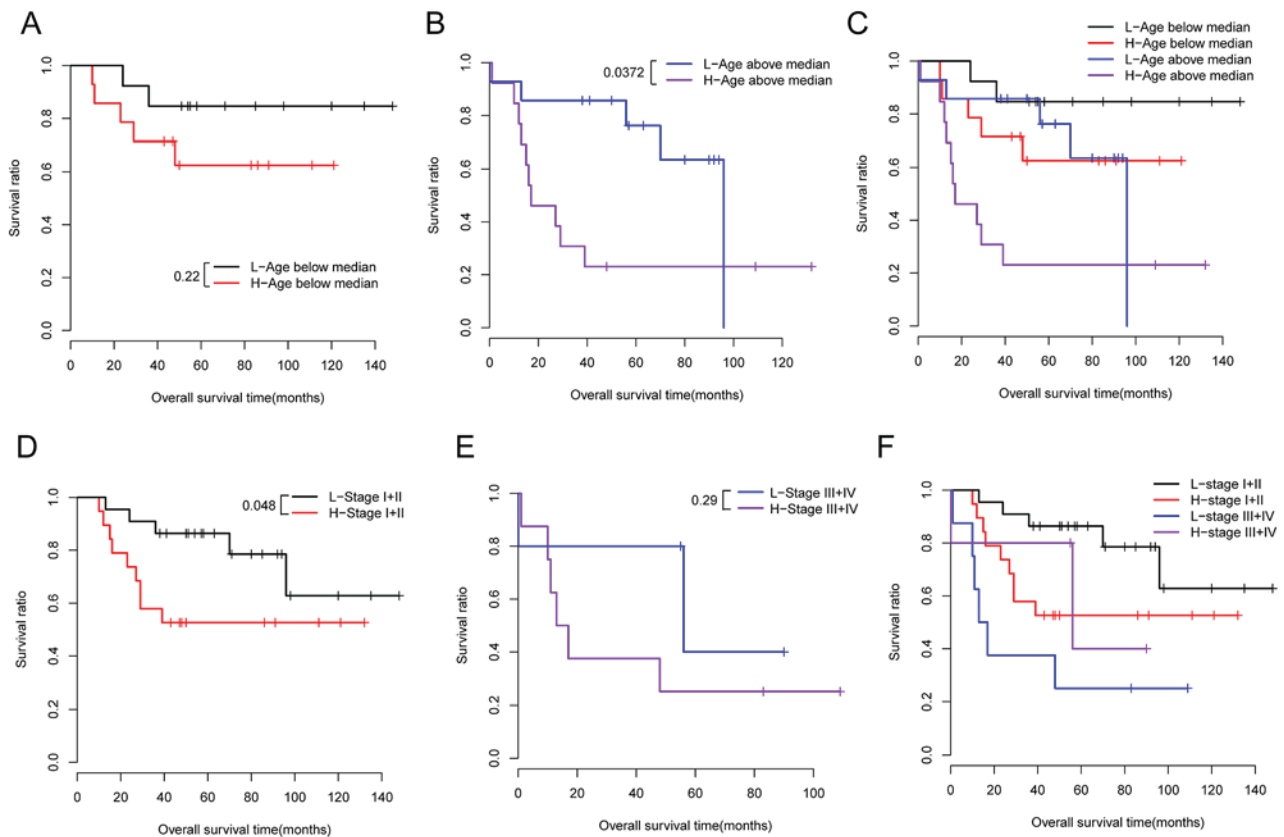 A
Survival ratio
1.0
0.8
0.6
0.4
0.2
0.0
0.22
L−Age below median
H−Age below median
0 20 40 60 80 100 120 140
Overall survival time(months)
B
Survival ratio
1.0
0.8
0.6
0.4
0.2
0.0
0.0372
L−Age above median
H−Age above median
0 20 40 60 80 100 120
Overall survival time(months)
C
L−Age below median
H−Age below median
L−Age above median
H−Age above median
Survival ratio
1.0
0.8
0.6
0.4
0.2
0.0
0 20 40 60 80 100 120 140
Overall survival time(months)
D
Survival ratio
1.0
0.8
0.6
0.4
0.2
0.0
0.048
L−Stage I+II
H−Stage I+II
0 20 40 60 80 100 120 140
Overall survival time(months)
E
Survival ratio
1.0
0.8
0.6
0.4
0.2
0.0
0.29
L−Stage III+IV
H−Stage III+IV
0 20 40 60 80 100
Overall survival time(months)
F
L−stage I+II
H−stage I+II
L−stage III+IV
H−stage III+IV
Survival ratio
1.0
0.8
0.6
0.4
0.2
0.0
0 20 40 60 80 100 120 140
Overall survival time(months)